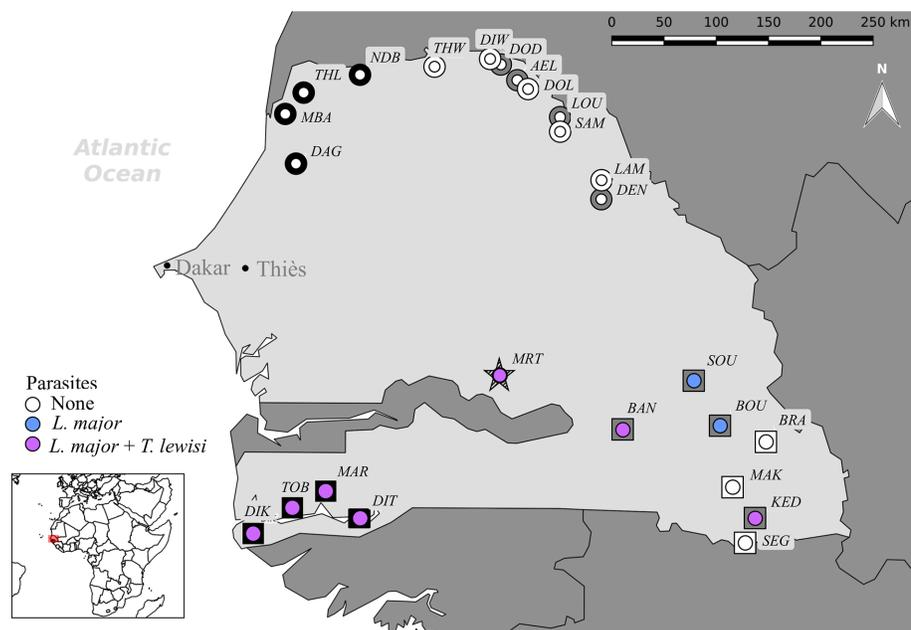 0 50 100 150 200 250 km
N
DIW
THW
DOD
NDB
AEL
THL
DOL
LOU
MBA
SAM
Atlantic
Ocean
DAG
LAM
DEN
Dakar
Thiès
MRT
SOU
Parasites
None
L. major
L. major + T. lewisi
BAN
BOU
BRA
MAR
MAK
TOB
DIT
KED
DIK
SEG